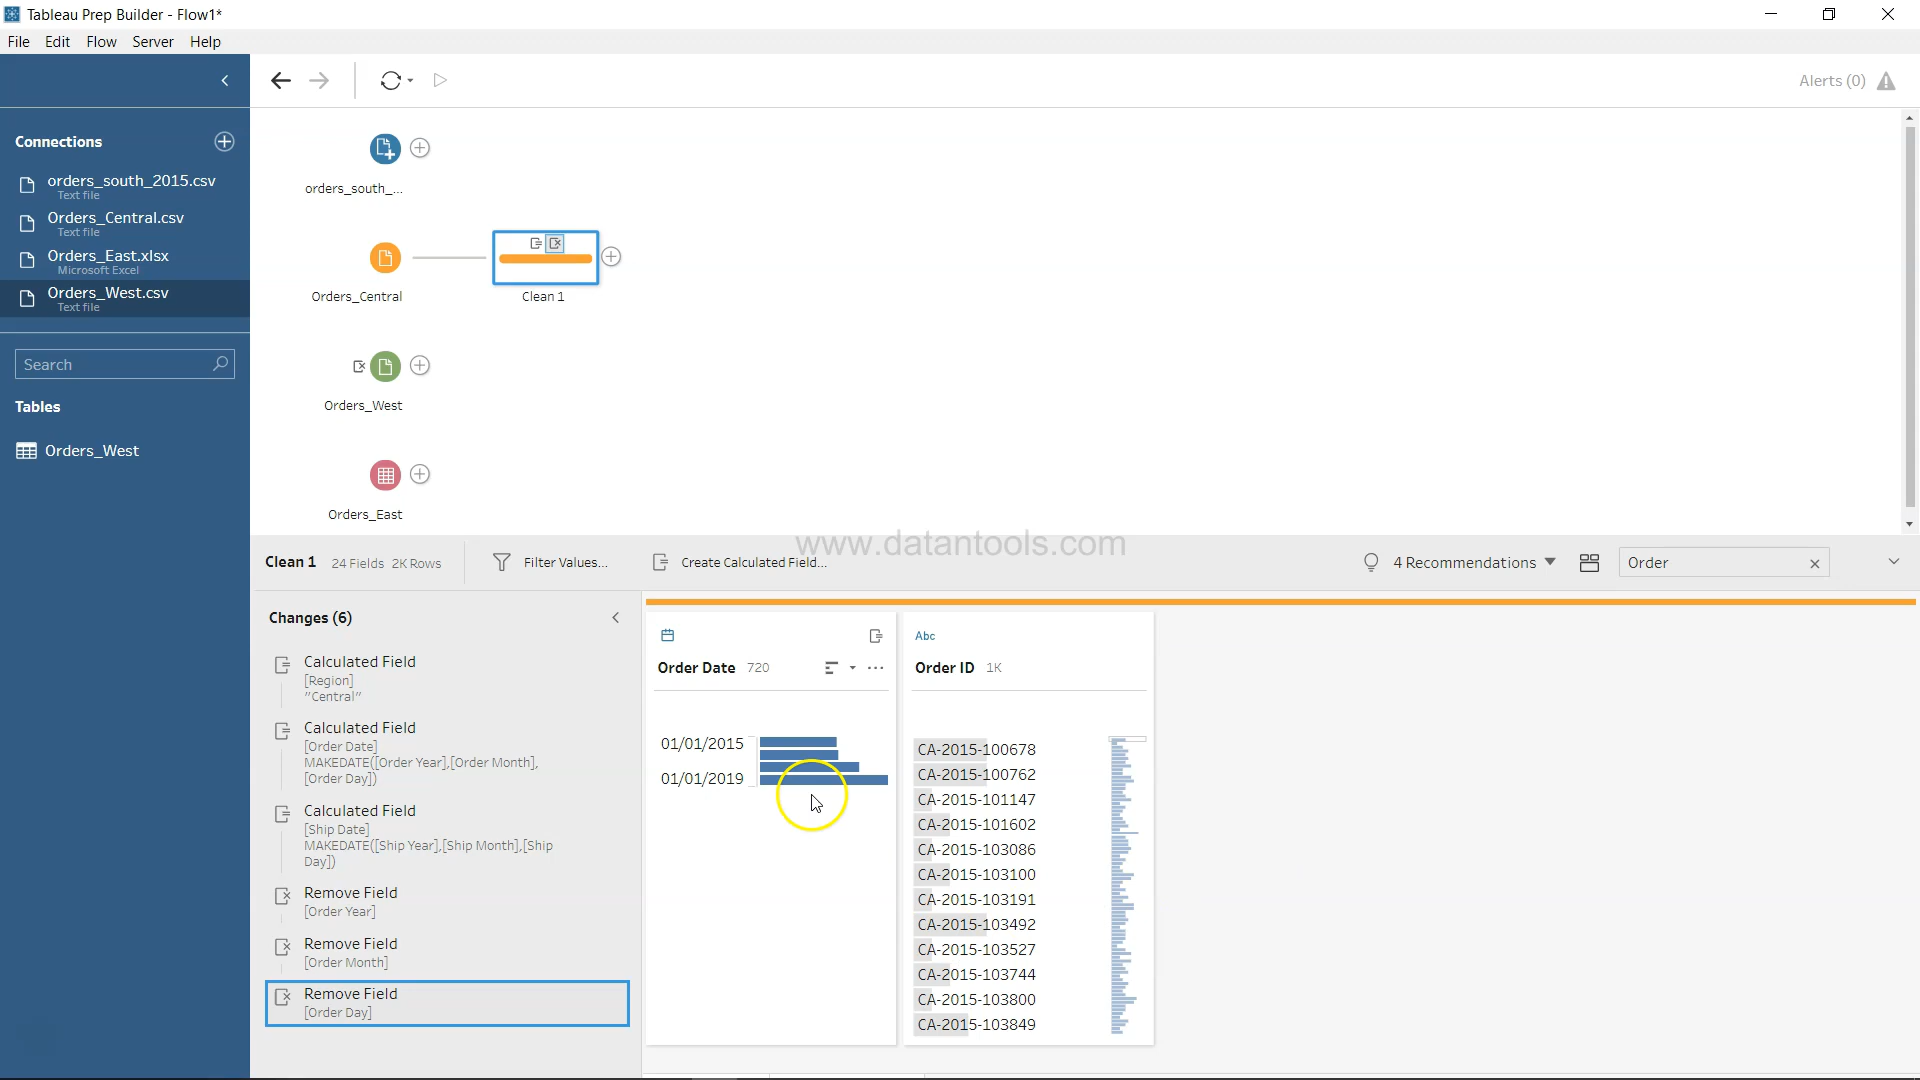 Tableau Prep Builder - Flow1*
File Edit Flow Server Help
Alerts (0)
Connections
orders_south_2015.csv
Text file
Orders_Central.csv
Text file
Orders_East.xlsx
Microsoft Excel
Orders_West.csv
Text file
Search
Tables
Orders_West
orders_south_...
Orders_Central
Clean 1
Orders_West
Orders_East
www.datantools.com
Clean 1 24 Fields 2K Rows
Filter Values...
Create Calculated Field...
4 Recommendations
Order
Changes (6)
Calculated Field
[Region]
"Central"
Calculated Field
[Order Date]
MAKEDATE([Order Year],[Order Month],
[Order Day])
Calculated Field
[Ship Date]
MAKEDATE([Ship Year],[Ship Month],[Ship
Day])
Remove Field
[Order Year]
Remove Field
[Order Month]
Remove Field
[Order Day]
Order Date 720
01/01/2015
01/01/2019
Abc
Order ID 1K
CA-2015-100678
CA-2015-100762
CA-2015-101147
CA-2015-101602
CA-2015-103086
CA-2015-103100
CA-2015-103191
CA-2015-103492
CA-2015-103527
CA-2015-103744
CA-2015-103800
CA-2015-103849